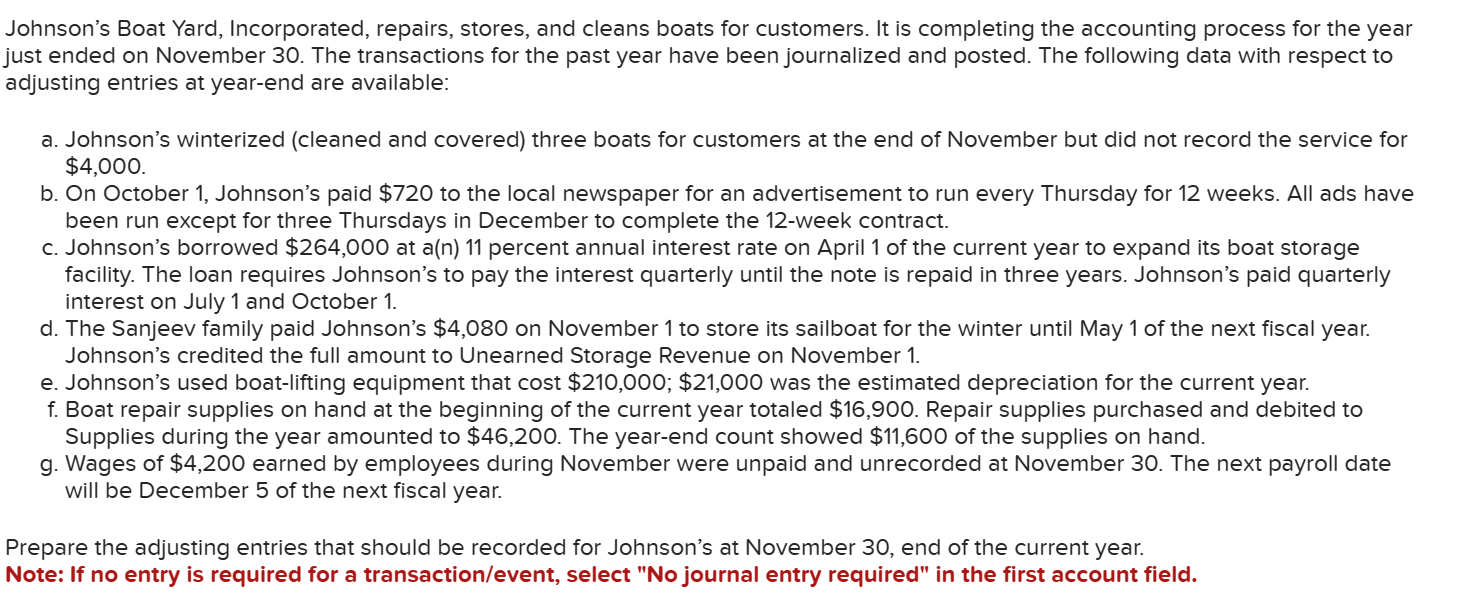 Johnson's Boat Yard, Incorporated, repairs, stores, and cleans boats for customers. It is completing the accounting process for the year
just ended on November 30. The transactions for the past year have been journalized and posted. The following data with respect to
adjusting entries at year-end are available:
a. Johnson's winterized (cleaned and covered) three boats for customers at the end of November but did not record the service for
$4,000.
b. On October 1, Johnson's paid $720 to the local newspaper for an advertisement to run every Thursday for 12 weeks. All ads have
been run except for three Thursdays in December to complete the 12-week contract.
c. Johnson's borrowed $264,000 at a(n) 11 percent annual interest rate on April 1 of the current year to expand its boat storage
facility. The loan requires Johnson's to pay the interest quarterly until the note is repaid in three years. Johnson's paid quarterly
interest on July 1 and October 1.
d. The Sanjeev family paid Johnson's $4,080 on November 1 to store its sailboat for the winter until May 1 of the next fiscal year.
Johnson's credited the full amount to Unearned Storage Revenue on November 1.
e. Johnson's used boat-lifting equipment that cost $210,000; $21,000 was the estimated depreciation for the current year.
f. Boat repair supplies on hand at the beginning of the current year totaled $16,900. Repair supplies purchased and debited to
Supplies during the year amounted to $46,200. The year-end count showed $11,600 of the supplies on hand.
g. Wages of $4,200 earned by employees during November were unpaid and unrecorded at November 30. The next payroll date
will be December 5 of the next fiscal year.
Prepare the adjusting entries that should be recorded for Johnson's at November 30, end of the current year.
Note: If no entry is required for a transaction/event, select "No journal entry required" in the first account field.